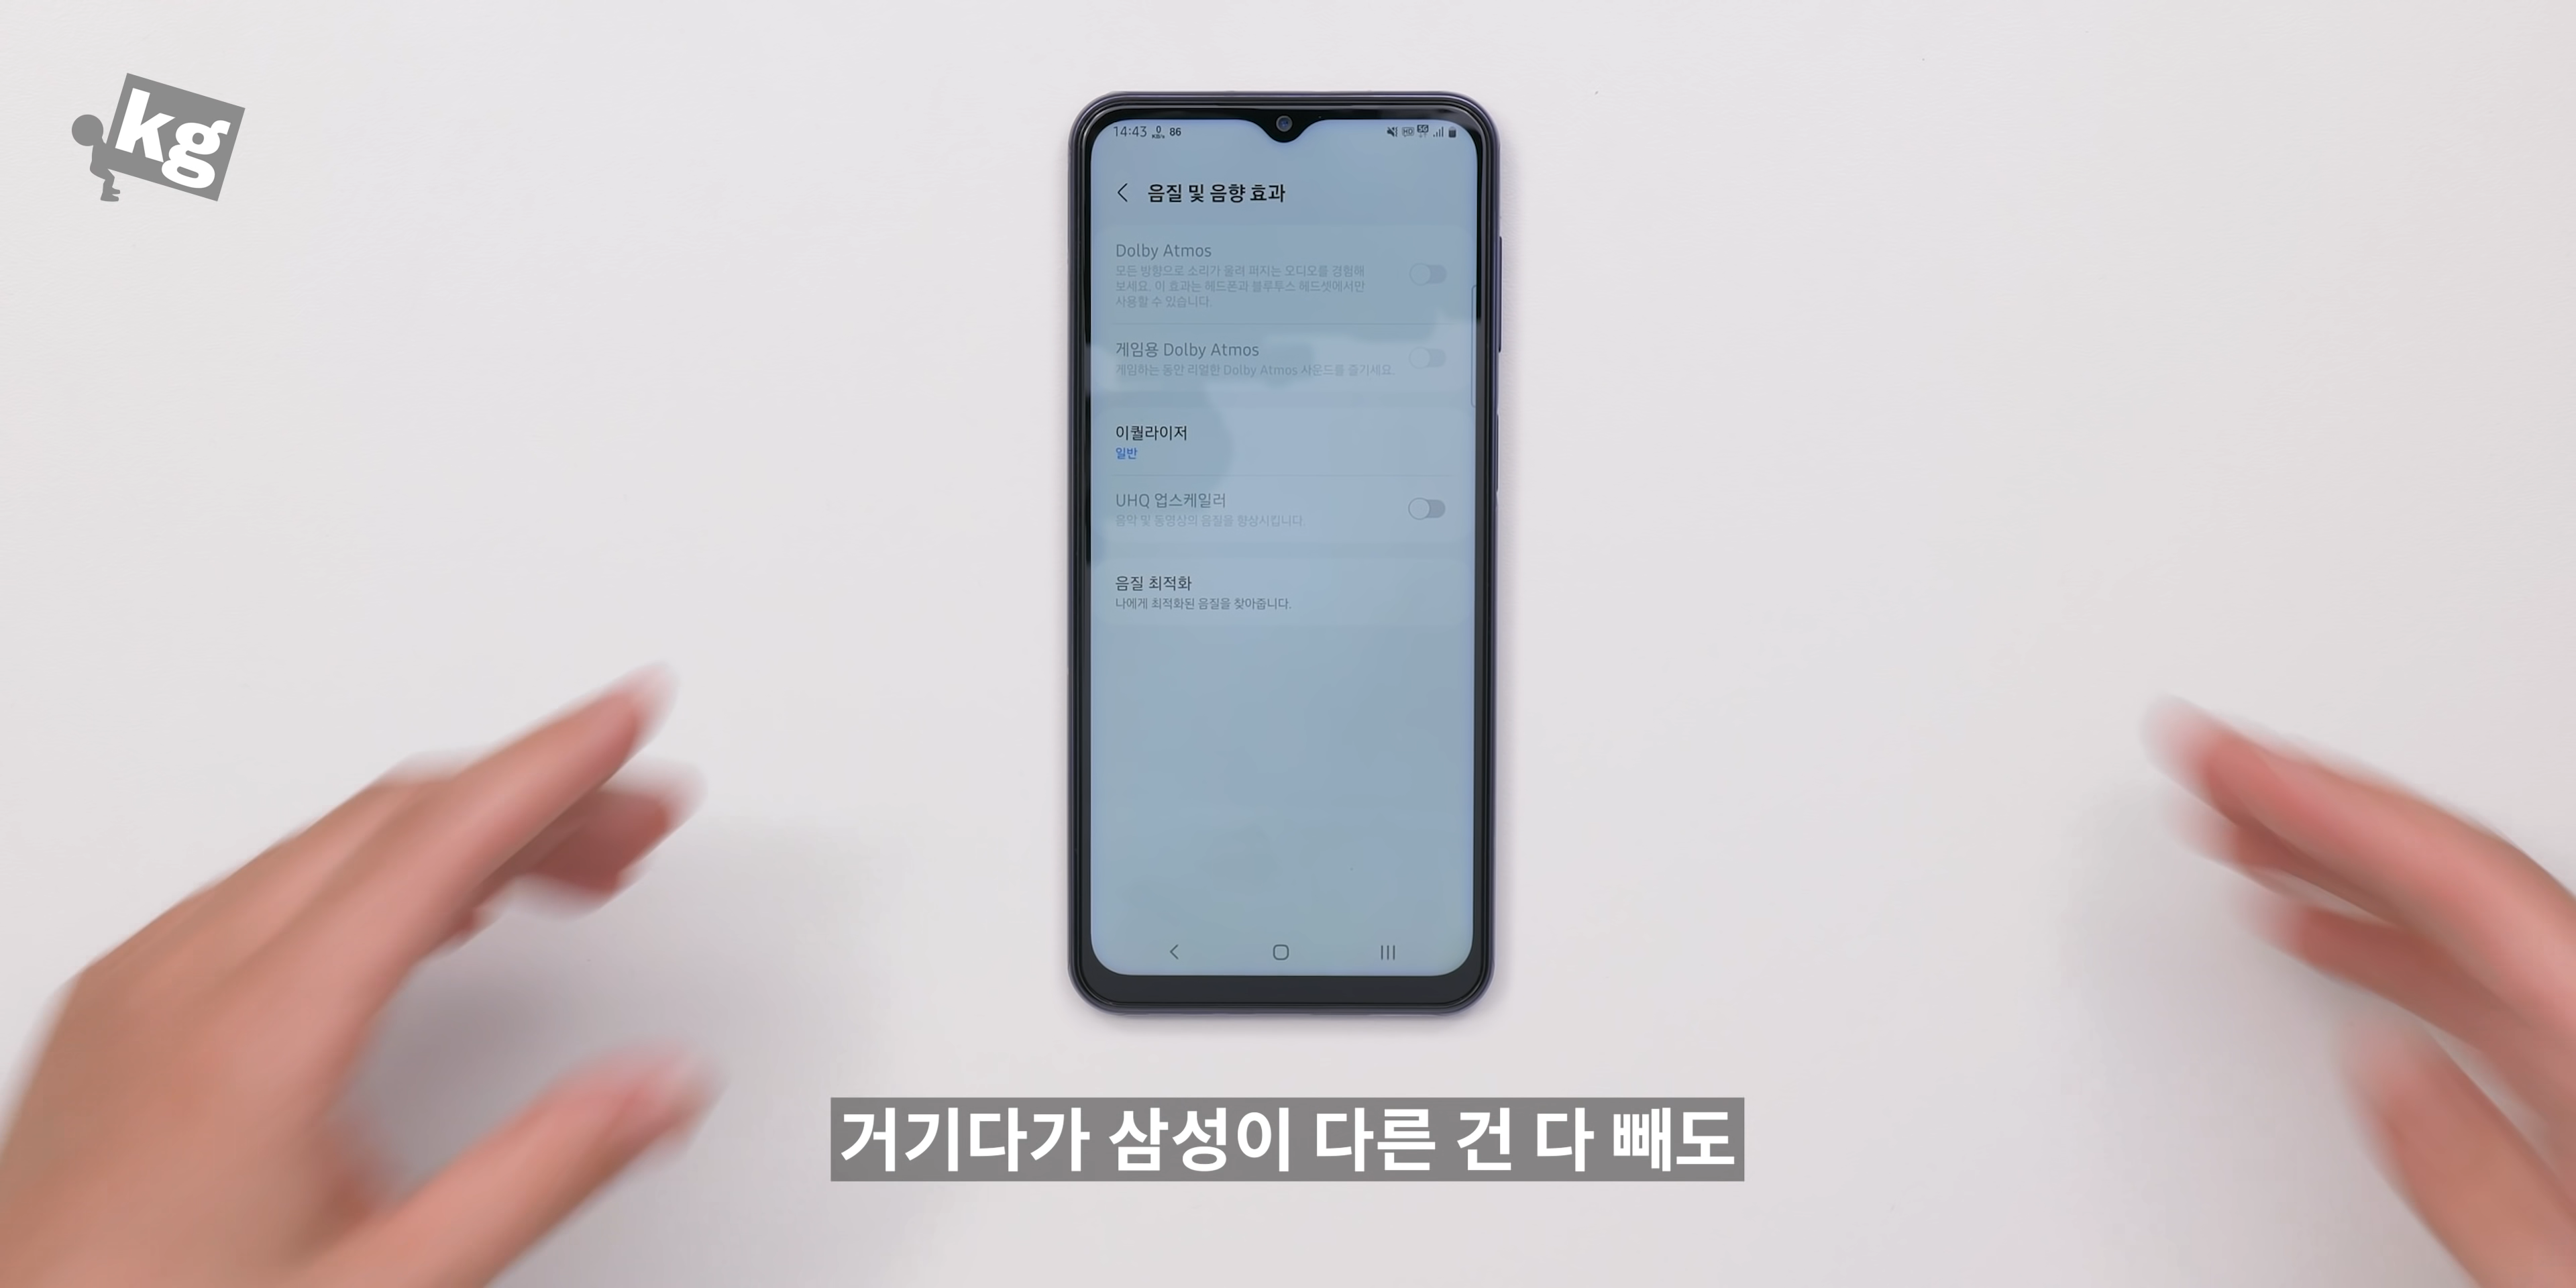 kg
14:43 0 KB/s 86
HD 5G
음질 및 음향 효과
Dolby Atmos
모든 방향으로 소리가 울려 퍼지는 오디오를 경험해
보세요. 이 효과는 헤드폰과 블루투스 헤드셋에서만
사용할 수 있습니다.
게임용 Dolby Atmos
게임하는 동안 리얼한 Dolby Atmos 사운드를 즐기세요.
이퀄라이저
일반
UHQ 업스케일러
음악 및 동영상의 음질을 향상시킵니다.
음질 최적화
나에게 최적화된 음질을 찾아줍니다.
거기다가 삼성이 다른 건 다 빼도